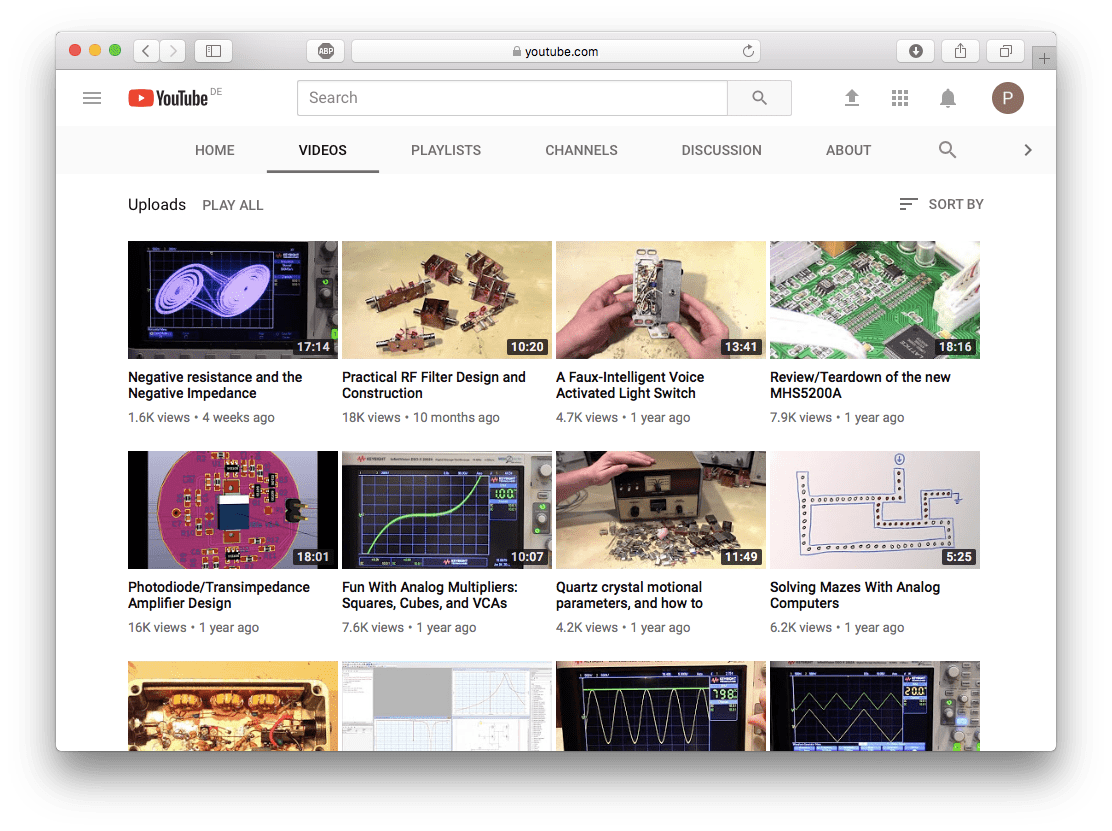 ABP
youtube.com
YouTube DE
Search
P
HOME VIDEOS PLAYLISTS CHANNELS DISCUSSION ABOUT
Uploads PLAY ALL SORT BY
17:14 10:20 13:41 18:16
Negative resistance and the
Negative Impedance
1.6K views • 4 weeks ago
Practical RF Filter Design and
Construction
18K views • 10 months ago
A Faux-Intelligent Voice
Activated Light Switch
4.7K views • 1 year ago
Review/Teardown of the new
MHS5200A
7.9K views • 1 year ago
18:01 10:07 11:49 5:25
Photodiode/Transimpedance
Amplifier Design
16K views • 1 year ago
Fun With Analog Multipliers:
Squares, Cubes, and VCAs
7.6K views • 1 year ago
Quartz crystal motional
parameters, and how to
4.2K views • 1 year ago
Solving Mazes With Analog
Computers
6.2K views • 1 year ago